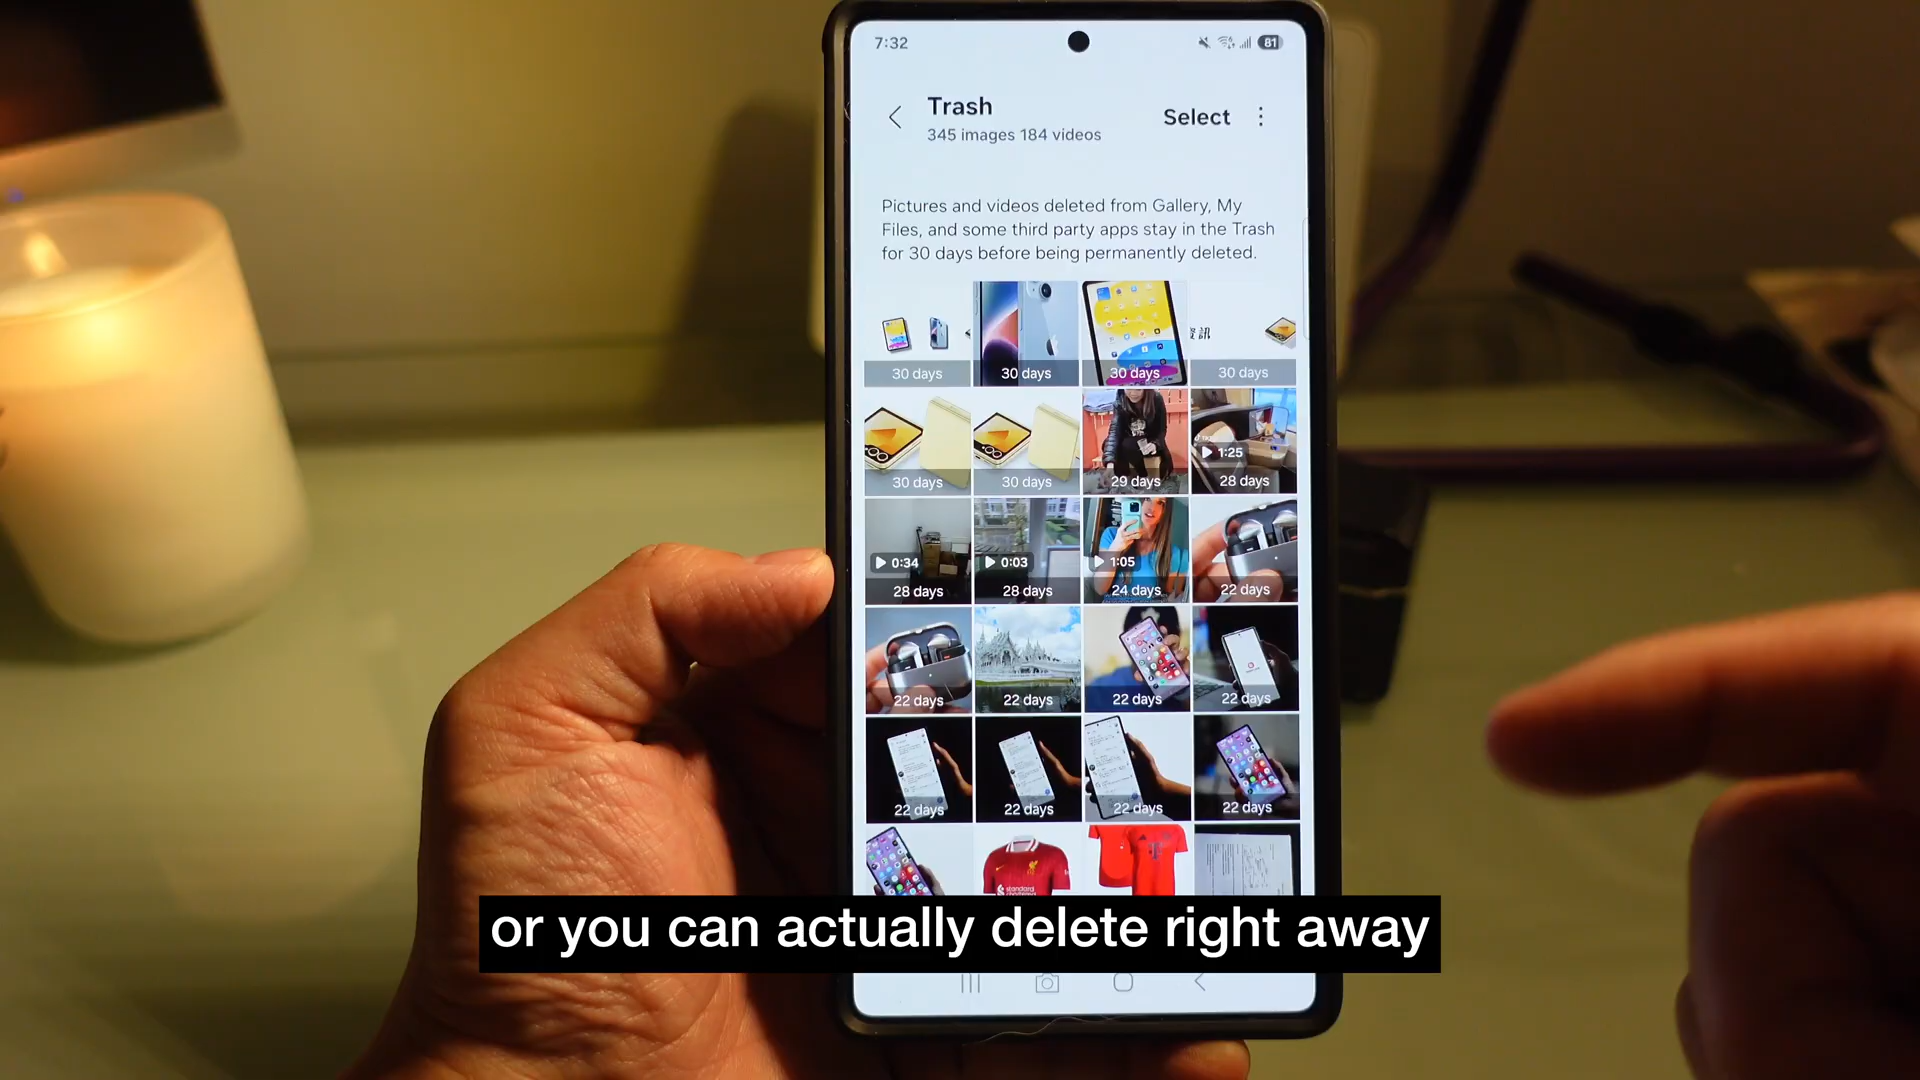 7:32
81
Trash
Select
345 images 184 videos
Pictures and videos deleted from Gallery, My
Files, and some third party apps stay in the Trash
for 30 days before being permanently deleted.
30 days
30 days
30 days
30 days
30 days
30 days
29 days
1:25
28 days
0:34
28 days
0:03
28 days
1:05
24 days
22 days
22 days
22 days
22 days
22 days
22 days
22 days
22 days
22 days
standard
or you can actually delete right away